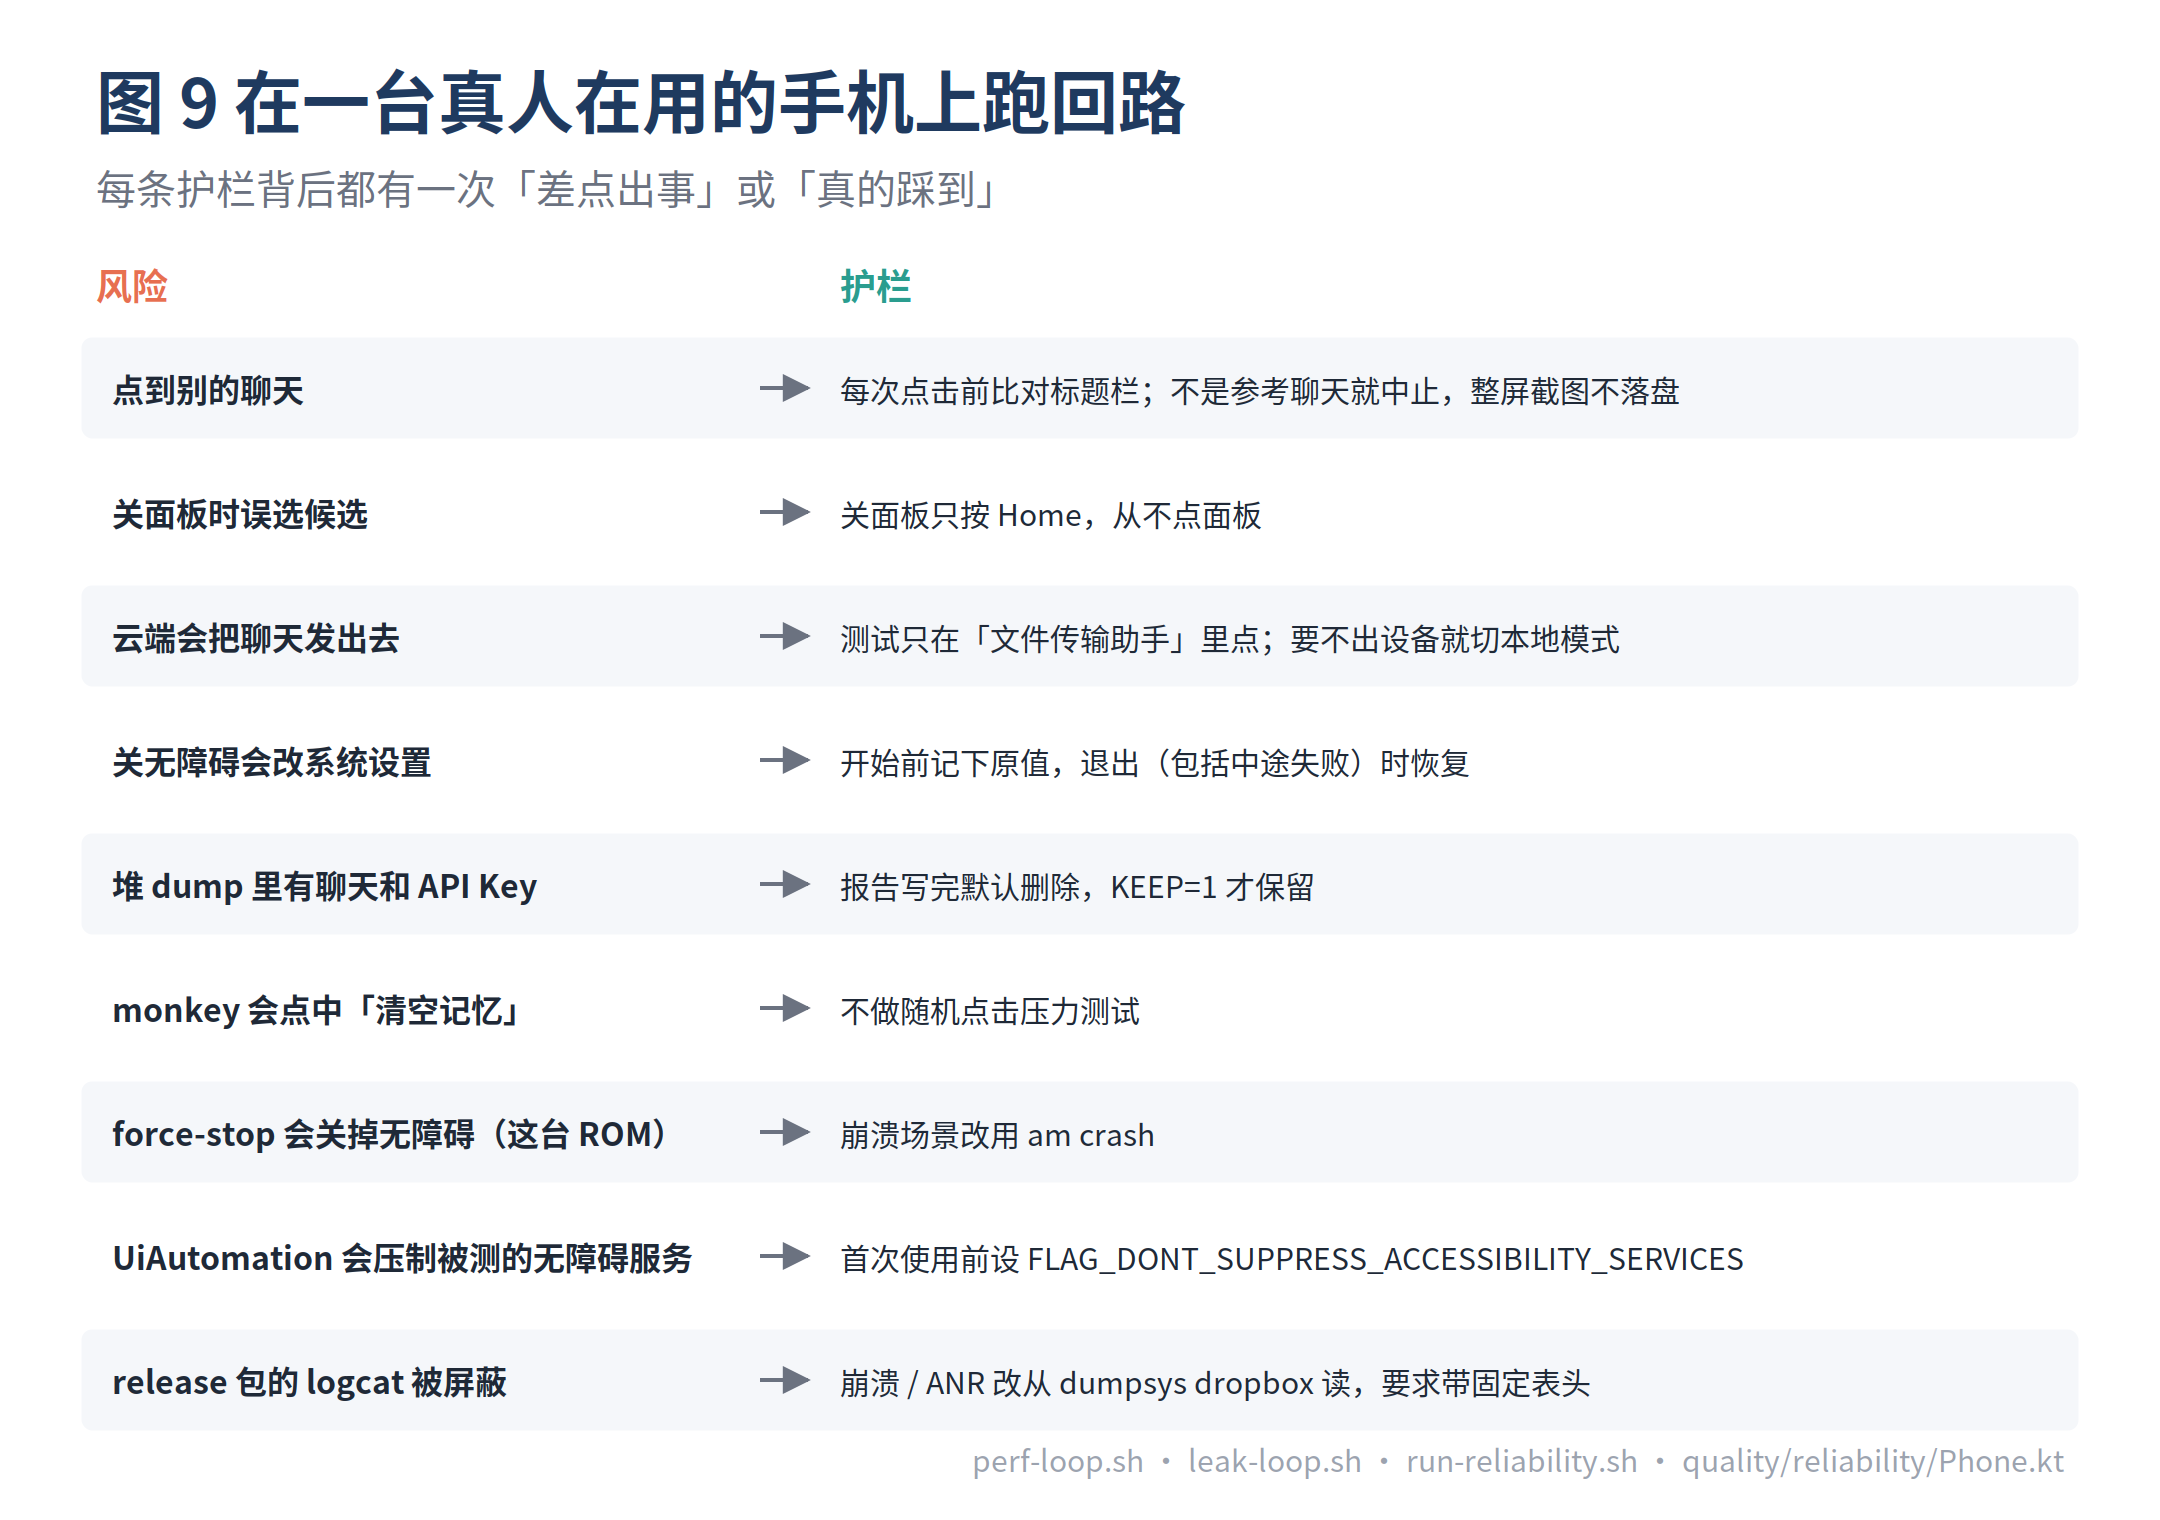 图 9 在一台真人在用的手机上跑回路
每条护栏背后都有一次「差点出事」或「真的踩到」
风险
护栏
点到别的聊天
每次点击前比对标题栏；不是参考聊天就中止，整屏截图不落盘
关面板时误选候选
关面板只按 Home，从不点面板
云端会把聊天发出去
测试只在「文件传输助手」里点；要不出设备就切本地模式
关无障碍会改系统设置
开始前记下原值，退出（包括中途失败）时恢复
堆 dump 里有聊天和 API Key
报告写完默认删除，KEEP=1 才保留
monkey 会点中「清空记忆」
不做随机点击压力测试
force-stop 会关掉无障碍（这台 ROM）
崩溃场景改用 am crash
UiAutomation 会压制被测的无障碍服务
首次使用前设 FLAG_DONT_SUPPRESS_ACCESSIBILITY_SERVICES
release 包的 logcat 被屏蔽
崩溃 / ANR 改从 dumpsys dropbox 读，要求带固定表头
perf-loop.sh · leak-loop.sh · run-reliability.sh · quality/reliability/Phone.kt